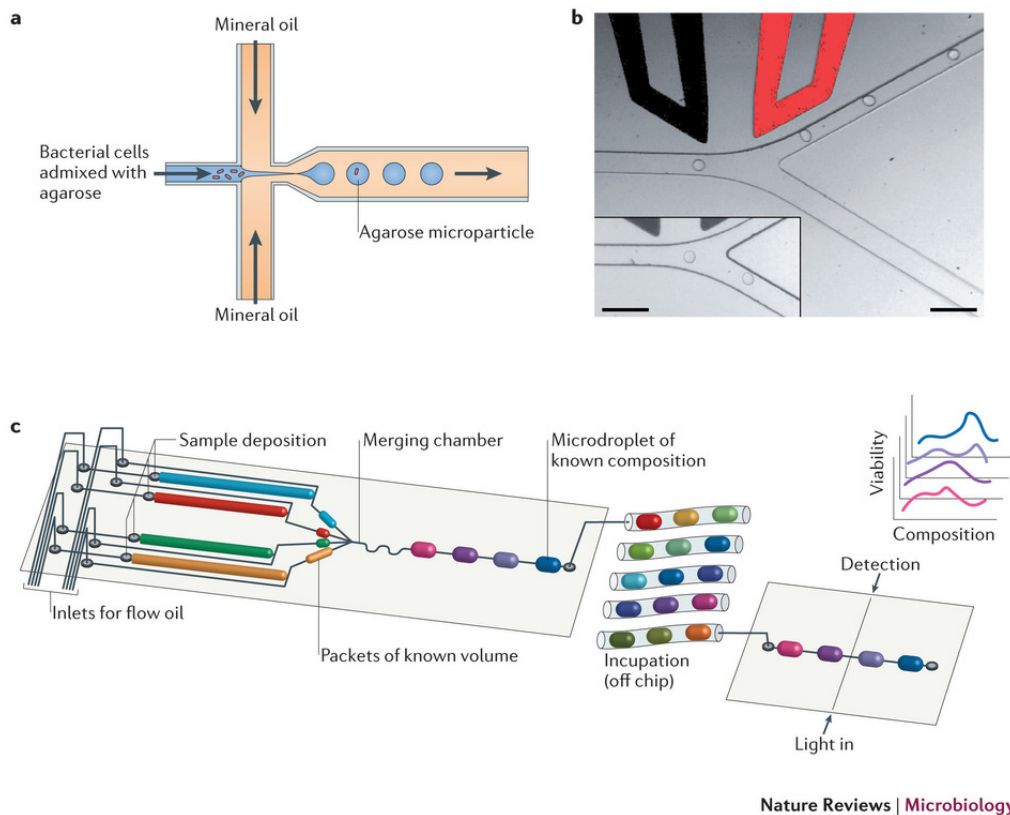 a
Mineral oil
Bacterial cells
admixed with
agarose
Agarose microparticle
Mineral oil
b
c
Sample deposition
Merging chamber
Microdroplet of
known composition
Viability
Composition
Detection
Inlets for flow oil
Packets of known volume
Incupation
(off chip)
Light in
Nature Reviews | Microbiology